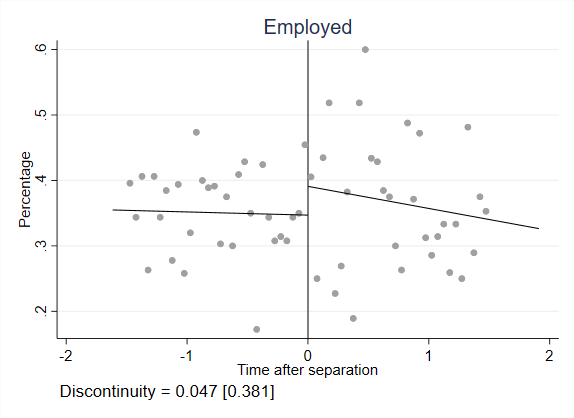 Employed
Percentage
.6
.5
.4
.3
.2
-2 -1 0 1 2
Time after separation
Discontinuity = 0.047 [0.381]